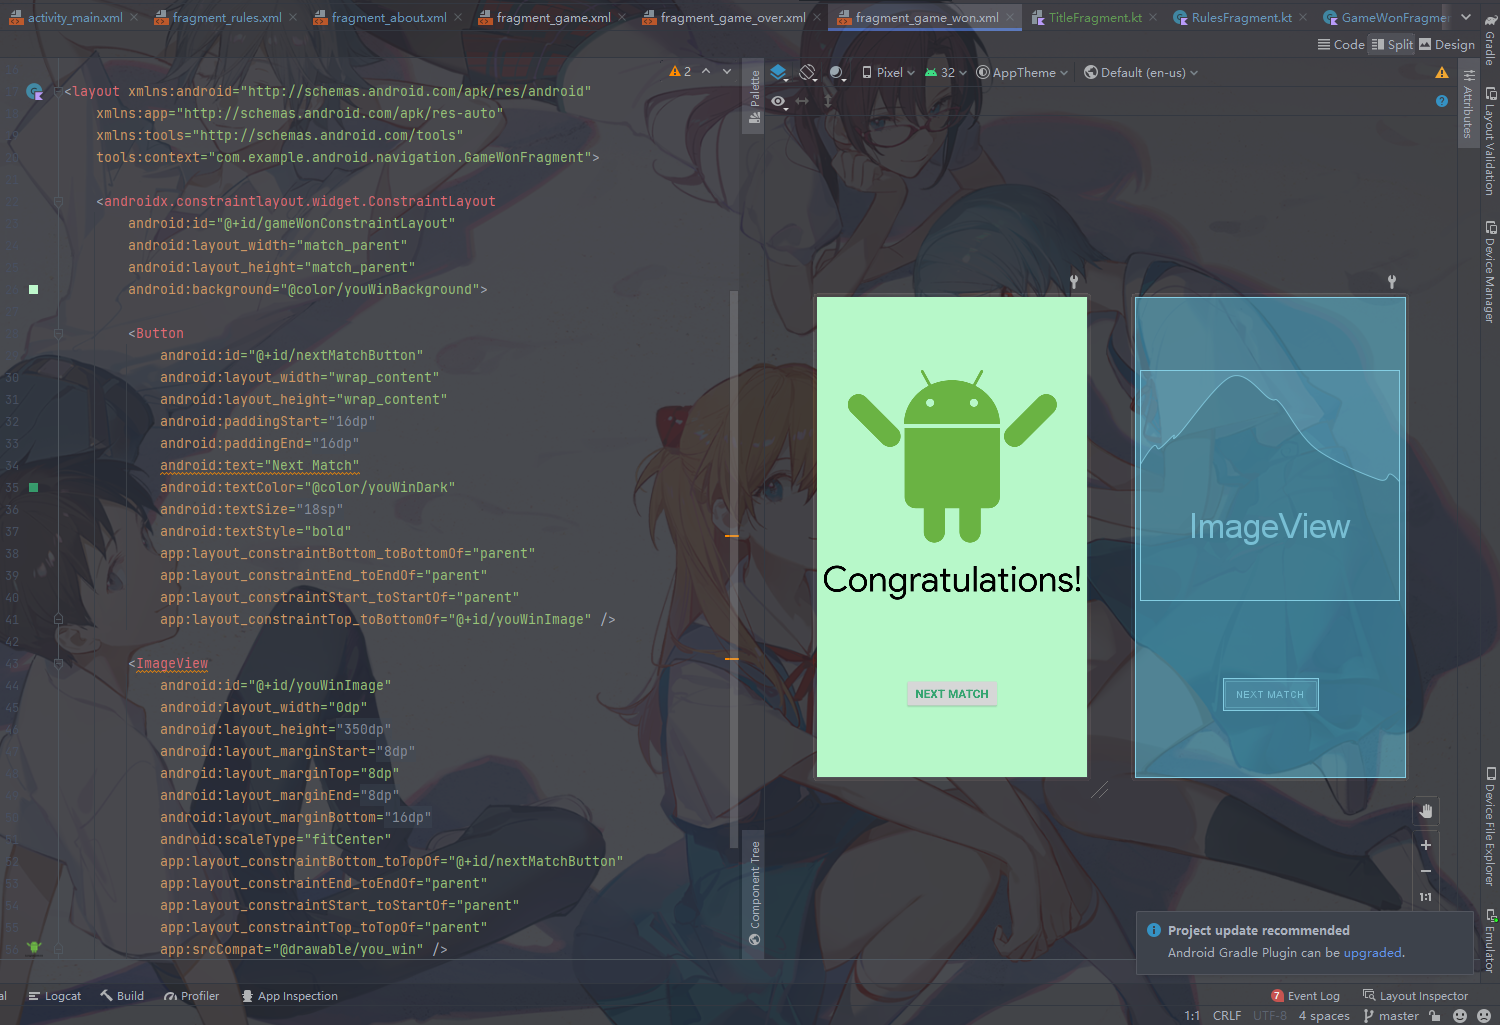 activity_main.xml
fragment_rules.xml
fragment_about.xml
fragment_game.xml
fragment_game_over.xml
fragment_game_won.xml
TitleFragment.kt
RulesFragment.kt
GameWonFragmer
Code
Split
Design
2
Palette
Pixel
32
AppTheme
Default (en-us)
Gradle
Attributes
Layout Validation
Device Manager
Device File Explorer
Emulator
<layout xmlns:android="http://schemas.android.com/apk/res/android"
xmlns:app="http://schemas.android.com/apk/res-auto"
xmlns:tools="http://schemas.android.com/tools"
tools:context="com.example.android.navigation.GameWonFragment">
<androidx.constraintlayout.widget.ConstraintLayout
android:id="@+id/gameWonConstraintLayout"
android:layout_width="match_parent"
android:layout_height="match_parent"
android:background="@color/youWinBackground">
<Button
android:id="@+id/nextMatchButton"
30 android:layout_width="wrap_content"
31 android:layout_height="wrap_content"
32 android:paddingStart="16dp"
33 android:paddingEnd="16dp"
34 android:text="Next Match"
35 android:textColor="@color/youWinDark"
36 android:textSize="18sp"
37 android:textStyle="bold"
38 app:layout_constraintBottom_toBottomOf="parent"
39 app:layout_constraintEnd_toEndOf="parent"
40 app:layout_constraintStart_toStartOf="parent"
41 app:layout_constraintTop_toBottomOf="@+id/youWinImage" />
42
43 <ImageView
44 android:id="@+id/youWinImage"
45 android:layout_width="0dp"
android:layout_height="350dp"
android:layout_marginStart="8dp"
android:layout_marginTop="8dp"
android:layout_marginEnd="8dp"
android:layout_marginBottom="16dp"
android:scaleType="fitCenter"
app:layout_constraintBottom_toTopOf="@+id/nextMatchButton"
app:layout_constraintEnd_toEndOf="parent"
app:layout_constraintStart_toStartOf="parent"
app:layout_constraintTop_toTopOf="parent"
app:srcCompat="@drawable/you_win" />
Congratulations!
NEXT MATCH
ImageView
NEXT MATCH
1:1
Component Tree
Project update recommended
Android Gradle Plugin can be upgraded.
al
Logcat
Build
Profiler
App Inspection
7 Event Log
Layout Inspector
1:1
CRLF
UTF-8
4 spaces
master